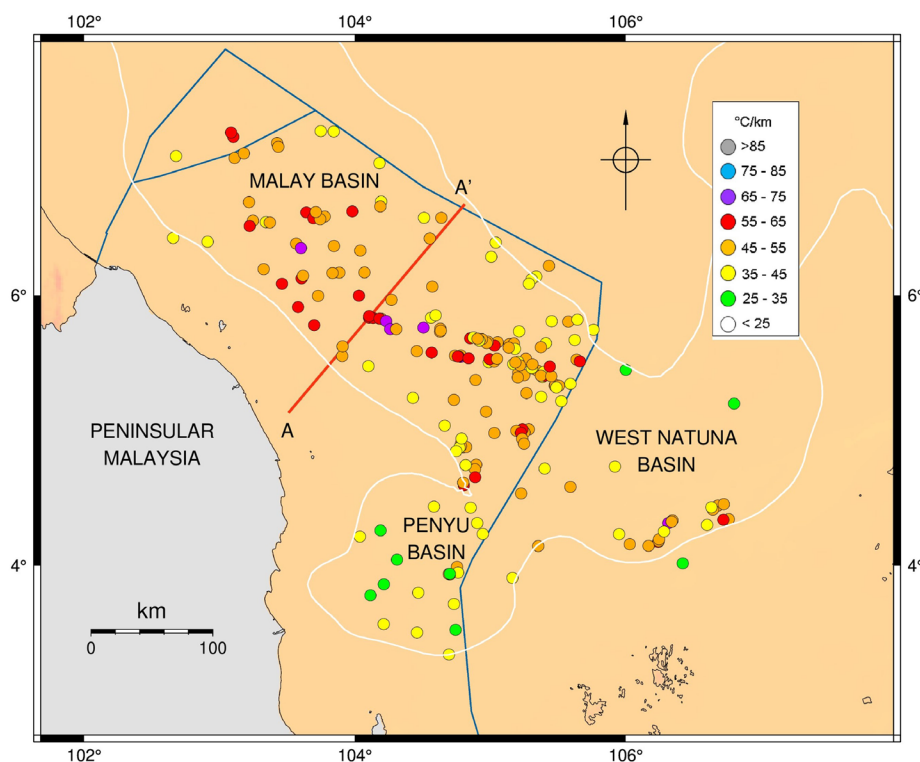 102°
104°
106°
°C/km
>85
75 - 85
65 - 75
55 - 65
45 - 55
35 - 45
25 - 35
< 25
MALAY BASIN
A'
6°
6°
A
PENINSULAR
MALAYSIA
WEST NATUNA
BASIN
PENYU
BASIN
4°
4°
km
0
100
102°
104°
106°